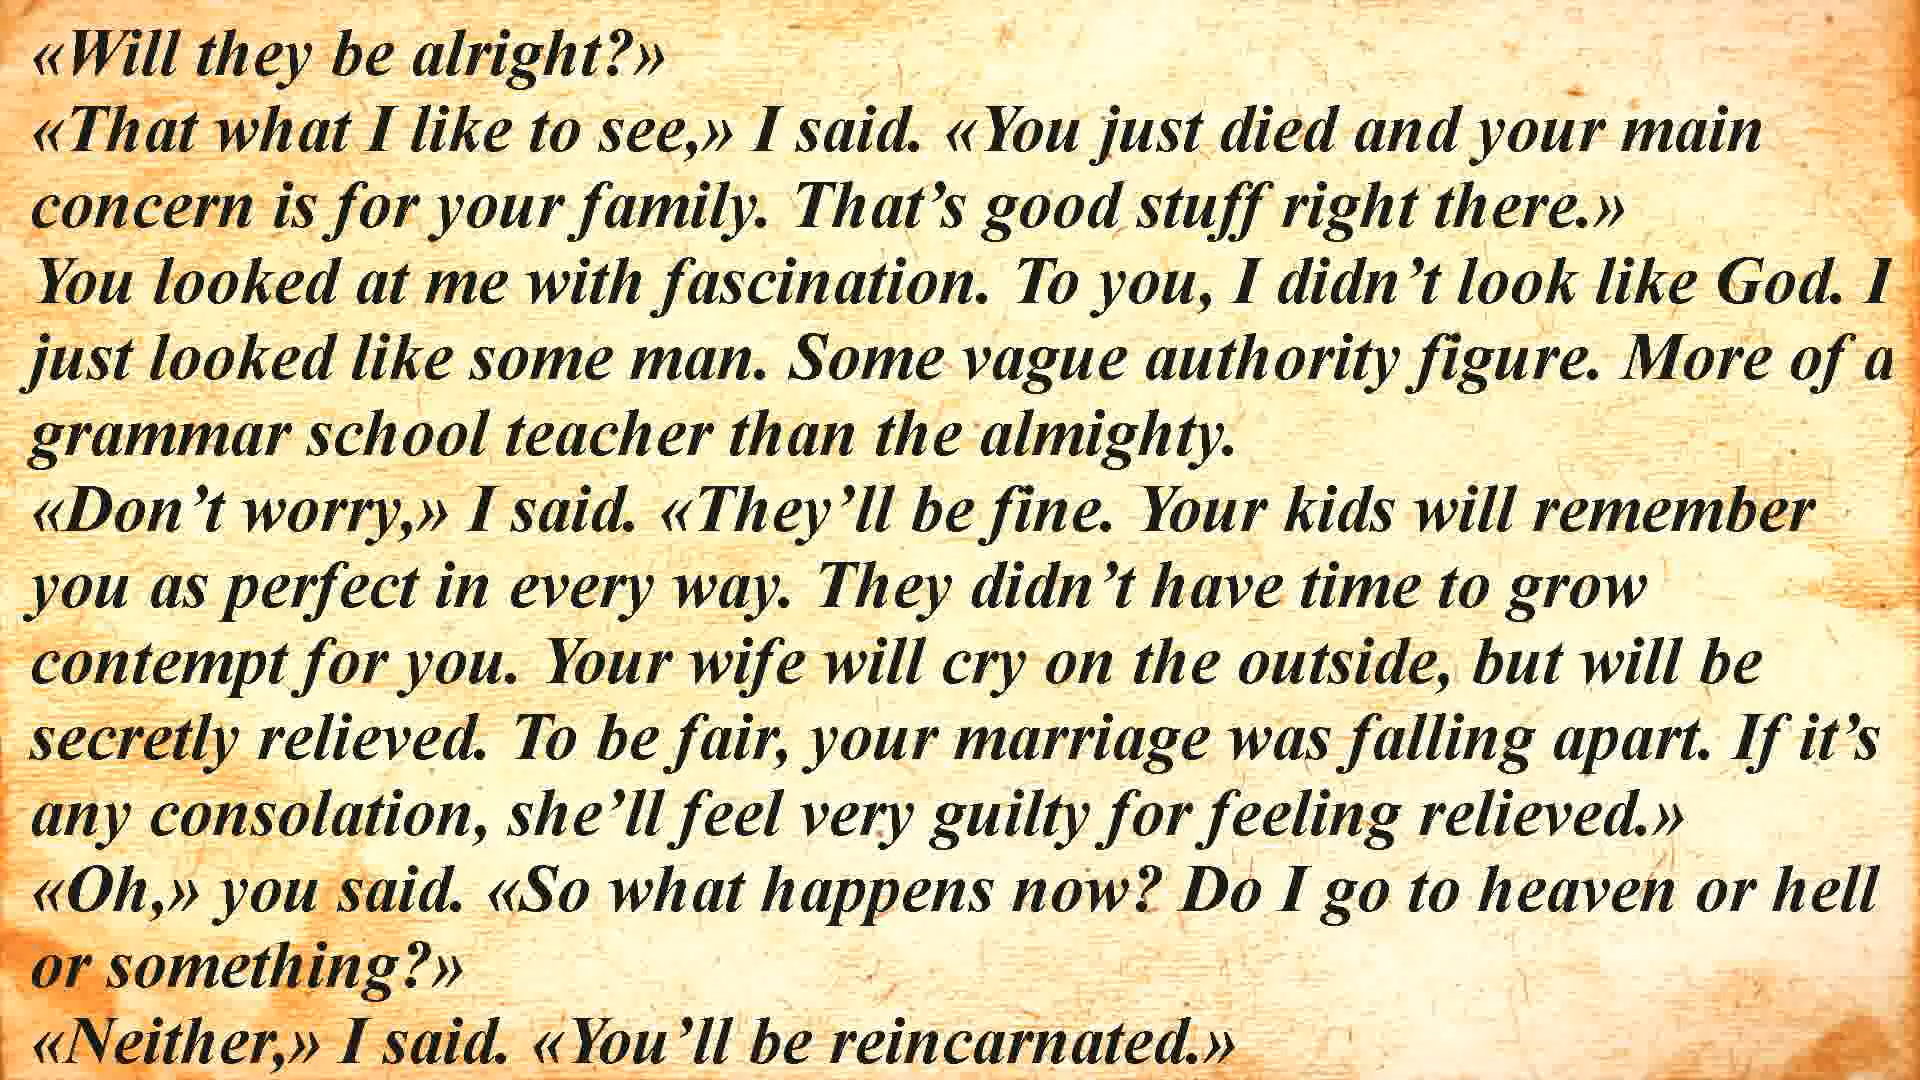 «Will they be alright?»
«That what I like to see,» I said. «You just died and your main
concern is for your family. That’s good stuff right there.»
You looked at me with fascination. To you, I didn’t look like God. I
just looked like some man. Some vague authority figure. More of a
grammar school teacher than the almighty.
«Don’t worry,» I said. «They’ll be fine. Your kids will remember
you as perfect in every way. They didn’t have time to grow
contempt for you. Your wife will cry on the outside, but will be
secretly relieved. To be fair, your marriage was falling apart. If it’s
any consolation, she’ll feel very guilty for feeling relieved.»
«Oh,» you said. «So what happens now? Do I go to heaven or hell
or something?»
«Neither,» I said. «You’ll be reincarnated.»